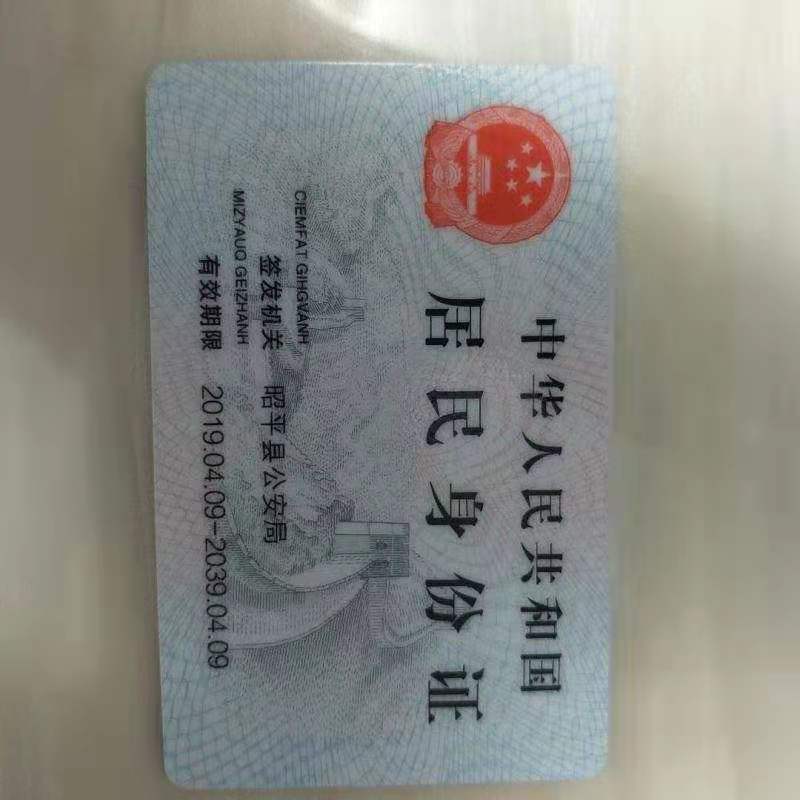 中华人民共和国
居民身份证
CIEMFAT GIHGVANH
签发机关 昭平县公安局
MIZYAUQ GEIZHANH
有效期限 2019.04.09-2039.04.09